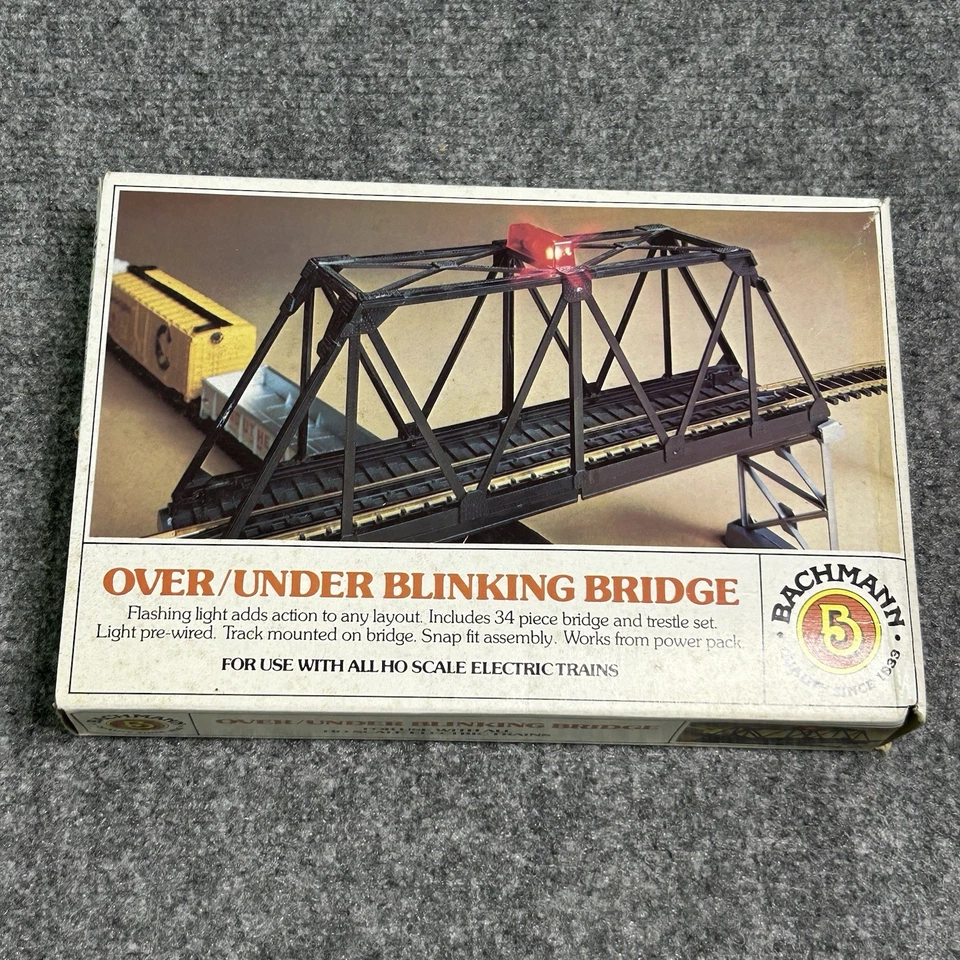 OVER/UNDER BLINKING BRIDGE
Flashing light adds action to any layout. Includes 34 piece bridge and trestle set.
Light pre-wired. Track mounted on bridge. Snap fit assembly. Works from power pack.
FOR USE WITH ALL HO SCALE ELECTRIC TRAINS
BACHMANN
B
QUALITY SINCE 1833
OVER/UNDER BLINKING BRIDGE